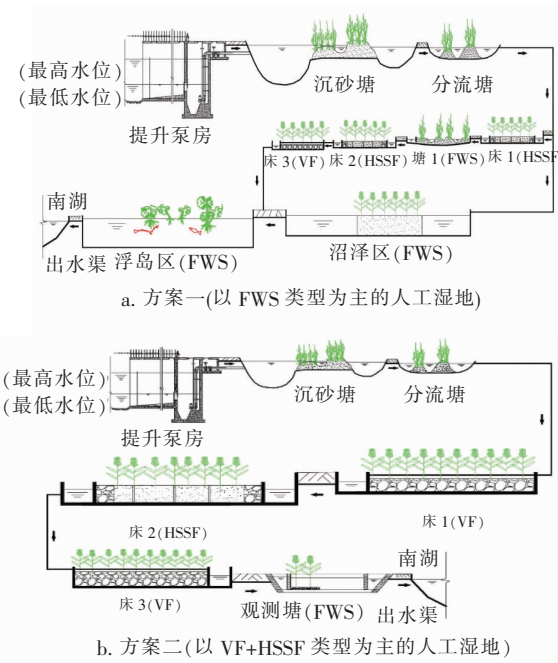 (最高水位)
(最低水位)
提升泵房
沉砂塘
分流塘
床3(VF) 床2(HSSF) 塘1(FWS) 床1(HSSF
南湖
出水渠 浮岛区(FWS)
沼泽区(FWS)
a. 方案一(以 FWS 类型为主的人工湿地)
(最高水位)
(最低水位)
提升泵房
沉砂塘
分流塘
床1(VF)
床2(HSSF)
南湖
床3(VF)
观测塘(FWS) 出水渠
b. 方案二(以 VF+HSSF 类型为主的人工湿地)